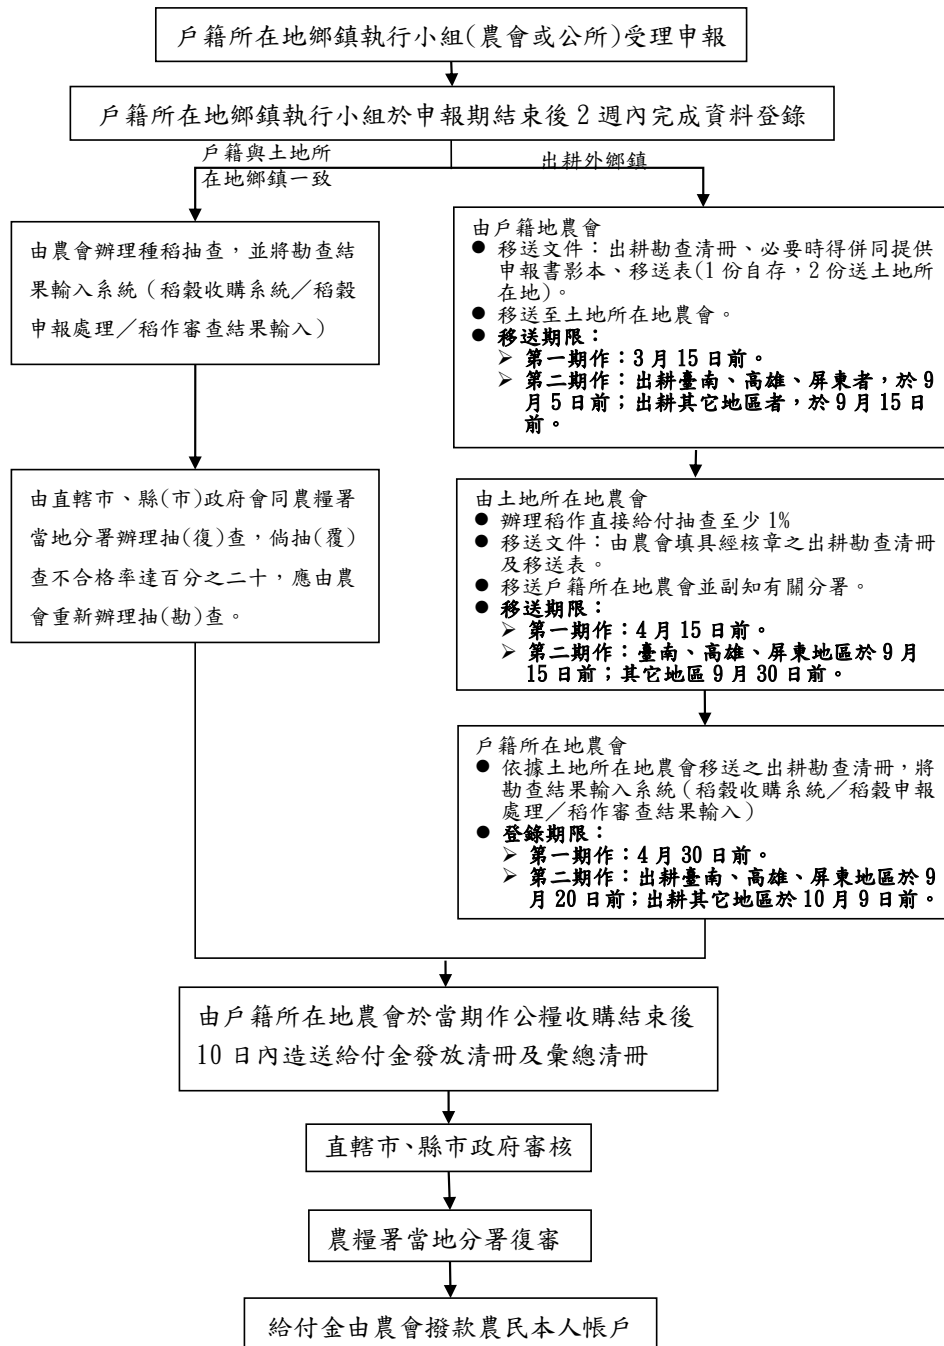 戶籍所在地鄉鎮執行小組(農會或公所)受理申報
戶籍所在地鄉鎮執行小組於申報期結束後 2 週內完成資料登錄
戶籍與土地所
在地鄉鎮一致
出耕外鄉鎮
由農會辦理種稻抽查，並將勘查結
果輸入系統（稻穀收購系統／稻穀
申報處理／稻作審查結果輸入）
由直轄市、縣(市)政府會同農糧署
當地分署辦理抽(復)查，倘抽(覆)
查不合格率達百分之二十，應由農
會重新辦理抽(勘)查。
由戶籍地農會
● 移送文件：出耕勘查清冊、必要時得併同提供
申報書影本、移送表(1 份自存，2 份送土地所
在地)。
● 移送至土地所在地農會。
● 移送期限：
➢ 第一期作：3 月 15 日前。
➢ 第二期作：出耕臺南、高雄、屏東者，於 9
月 5 日前；出耕其它地區者，於 9 月 15 日
前。
由土地所在地農會
● 辦理稻作直接給付抽查至少 1%
● 移送文件：由農會填具經核章之出耕勘查清冊
及移送表。
● 移送戶籍所在地農會並副知有關分署。
● 移送期限：
➢ 第一期作：4 月 15 日前。
➢ 第二期作：臺南、高雄、屏東地區於 9 月
15 日前；其它地區 9 月 30 日前。
戶籍所在地農會
● 依據土地所在地農會移送之出耕勘查清冊，將
勘查結果輸入系統（稻穀收購系統／稻穀申報
處理／稻作審查結果輸入）
● 登錄期限：
➢ 第一期作：4 月 30 日前。
➢ 第二期作：出耕臺南、高雄、屏東地區於 9
月 20 日前；出耕其它地區於 10 月 9 日前。
由戶籍所在地農會於當期作公糧收購結束後
10 日內造送給付金發放清冊及彙總清冊
直轄市、縣市政府審核
農糧署當地分署復審
給付金由農會撥款農民本人帳戶